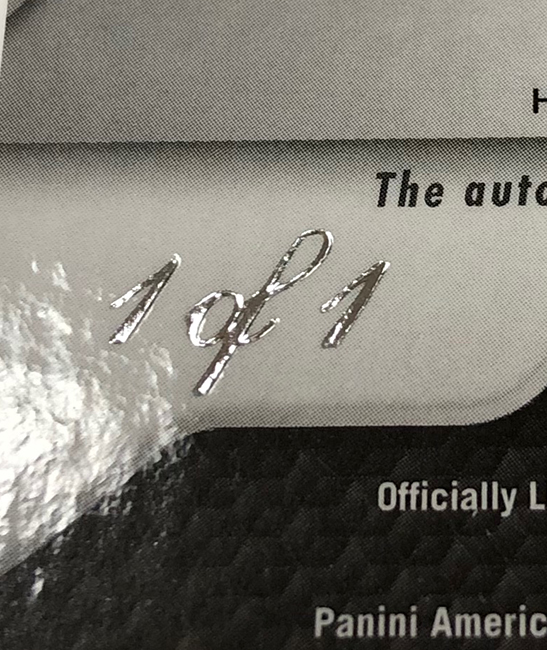 H
The auto
1 of 1
Officially L
Panini Americ